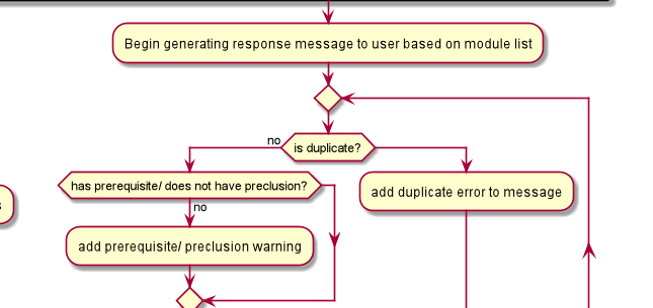 Begin generating response message to user based on module list
no
is duplicate?
has prerequisite/ does not have preclusion?
add duplicate error to message
no
add prerequisite/ preclusion warning